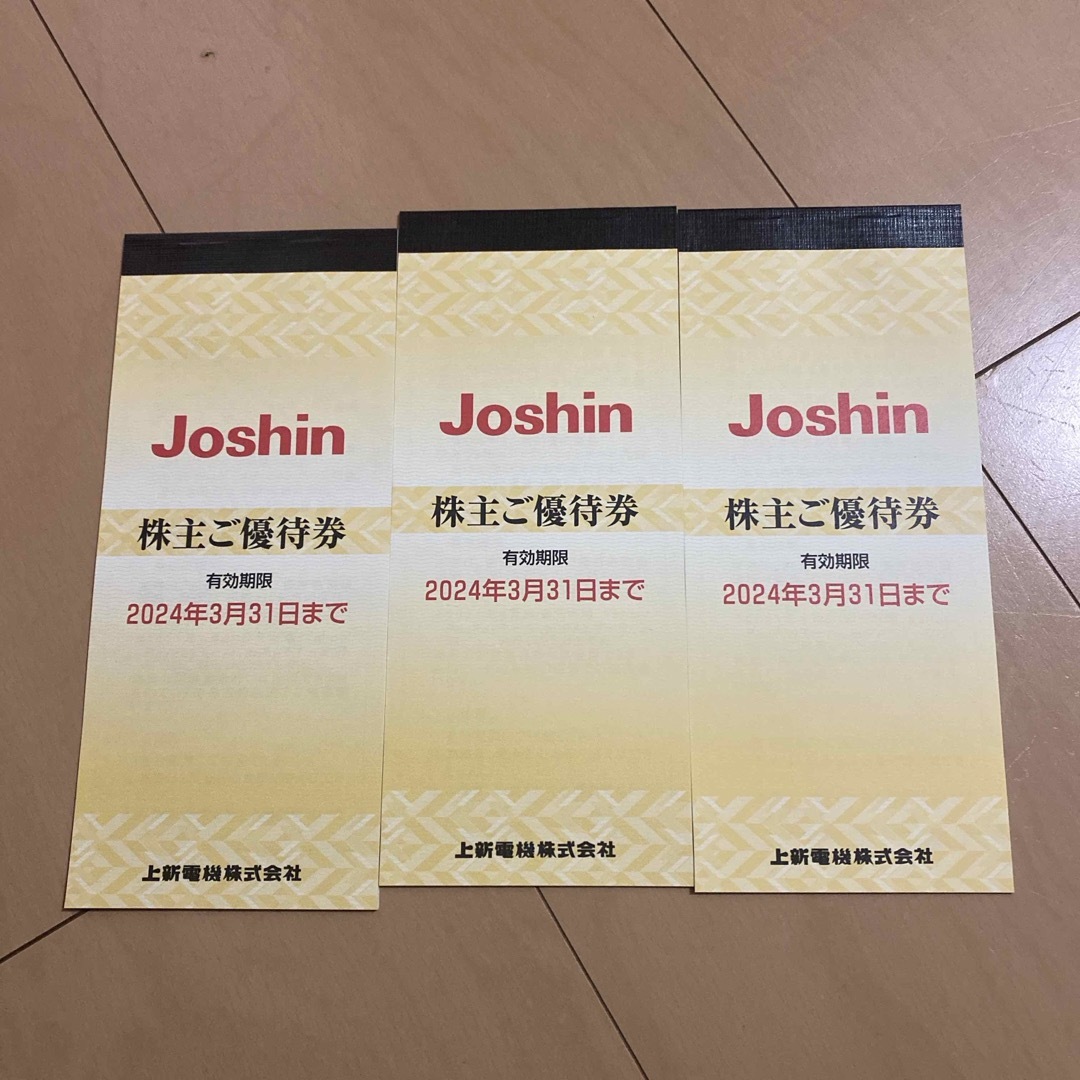 Joshin
株主ご優待券
有効期限
2024年3月31日まで
上新電機株式会社
Joshin
株主ご優待券
有効期限
2024年3月31日まで
上新電機株式会社
Joshin
株主ご優待券
有効期限
2024年3月31日まで
上新電機株式会社